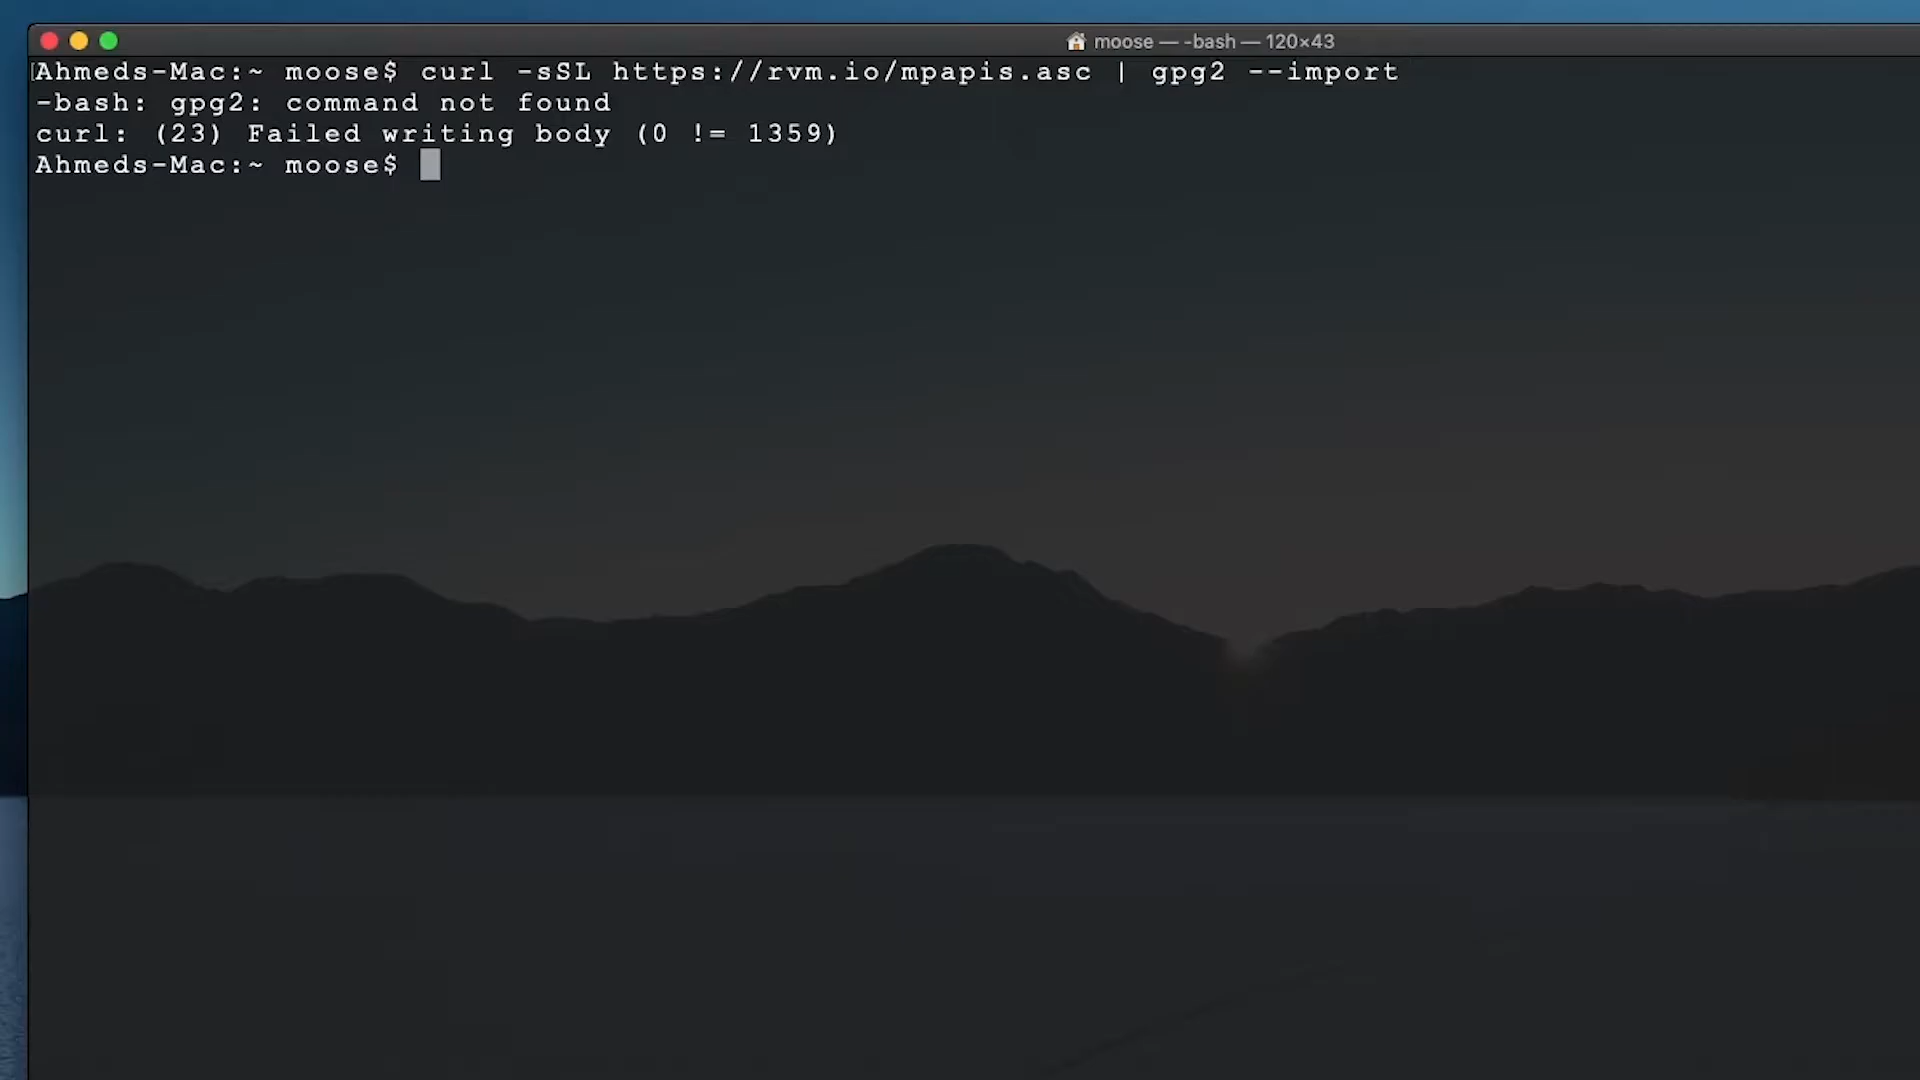 moose — -bash — 120×43
Ahmeds-Mac:~ moose$ curl -sSL https://rvm.io/mpapis.asc | gpg2 --import
-bash: gpg2: command not found
curl: (23) Failed writing body (0 != 1359)
Ahmeds-Mac:~ moose$